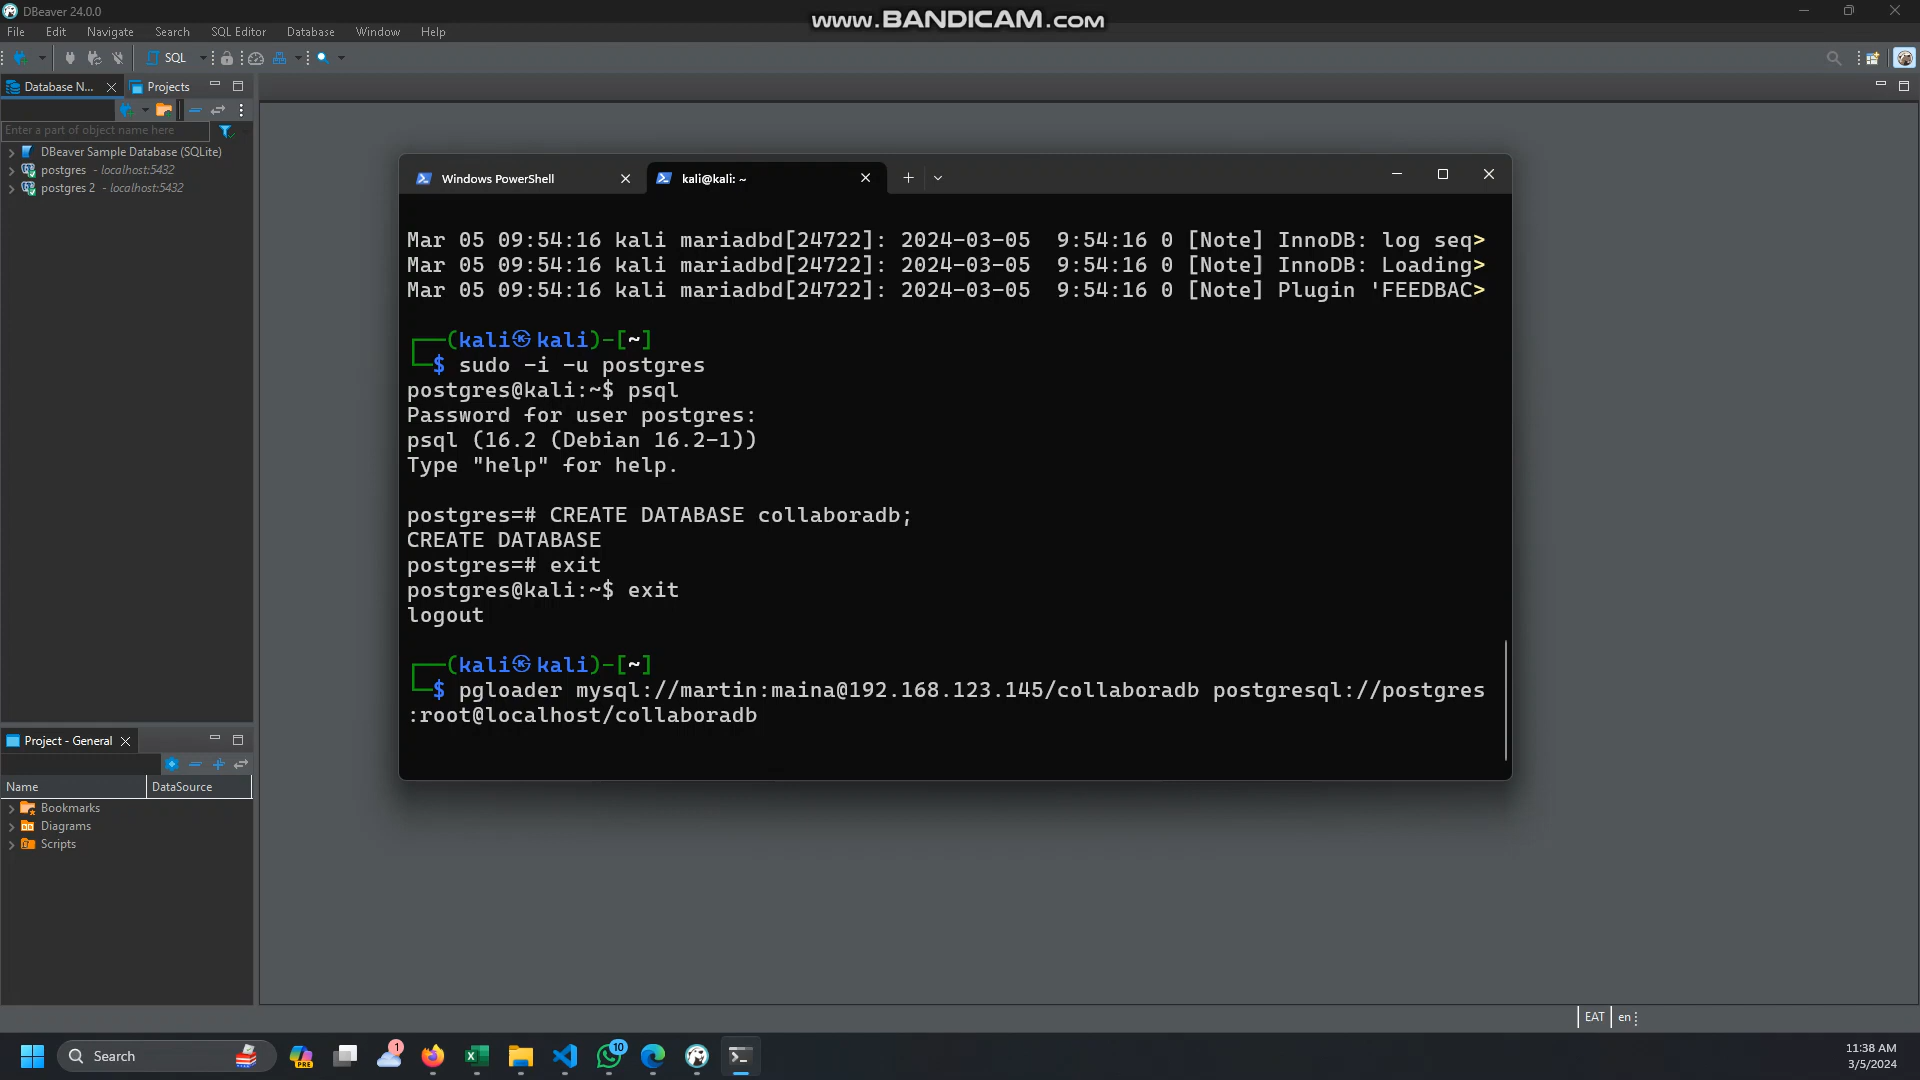 DBeaver 24.0.0
www.BANDICAM.com
File Edit Navigate Search SQL Editor Database Window Help
SQL
Database N... Projects
Enter a part of object name here
DBeaver Sample Database (SQLite)
postgres - localhost:5432
postgres 2 - localhost:5432
Windows PowerShell
kali@kali: ~
Mar 05 09:54:16 kali mariadbd[24722]: 2024-03-05  9:54:16 0 [Note] InnoDB: log seq>
Mar 05 09:54:16 kali mariadbd[24722]: 2024-03-05  9:54:16 0 [Note] InnoDB: Loading>
Mar 05 09:54:16 kali mariadbd[24722]: 2024-03-05  9:54:16 0 [Note] Plugin 'FEEDBAC>
┌──(kali㉿kali)-[~]
└─$ sudo -i -u postgres
postgres@kali:~$ psql
Password for user postgres:
psql (16.2 (Debian 16.2-1))
Type "help" for help.
postgres=# CREATE DATABASE collaboradb;
CREATE DATABASE
postgres=# exit
postgres@kali:~$ exit
logout
┌──(kali㉿kali)-[~]
└─$ pgloader mysql://martin:maina@192.168.123.145/collaboradb postgresql://postgres
:root@localhost/collaboradb
Project - General
Name DataSource
Bookmarks
Diagrams
Scripts
EAT en
Search
PRE
1
10
11:38 AM
3/5/2024